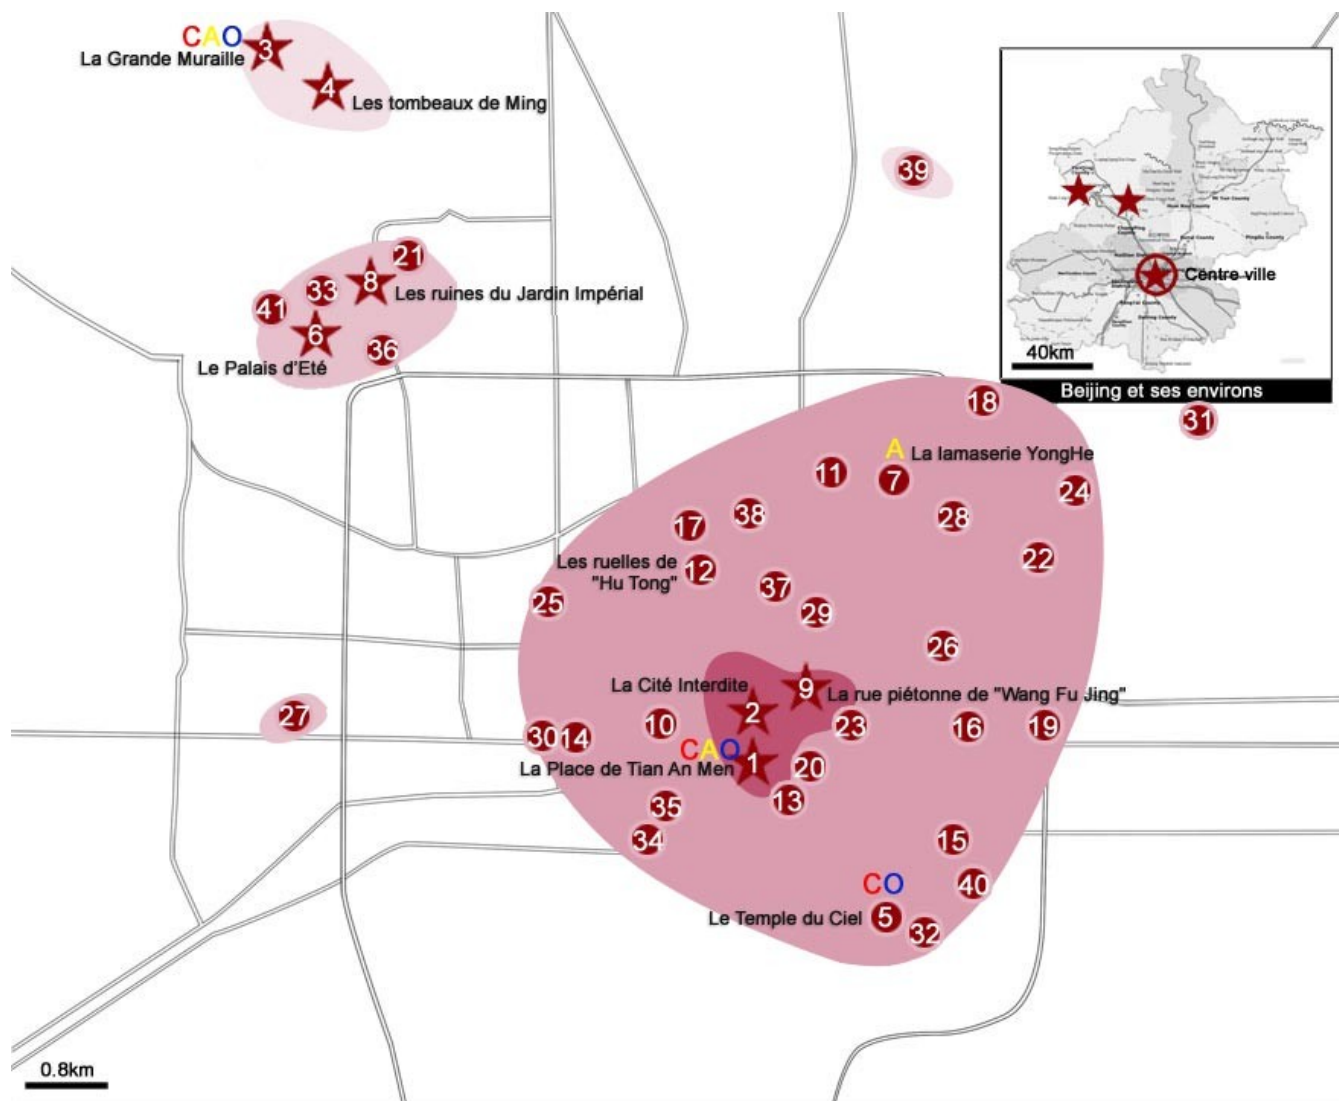 CAO
3
La Grande Muraille
4
Les tombeaux de Ming
39
21
8
Les ruines du Jardin Impérial
33
41
6
36
Le Palais d'Eté
Centre ville
40km
Beijing et ses environs
31
18
A
La lamaserie YongHe
11
7
24
38
28
17
22
Les ruelles de
"Hu Tong"
12
37
25
29
26
La Cité Interdite
9
La rue piétonne de "Wang Fu Jing"
2
27
10
23
16
19
30
14
CAO
La Place de Tian An Men
1
20
13
35
34
15
CO
40
Le Temple du Ciel
5
32
0.8km